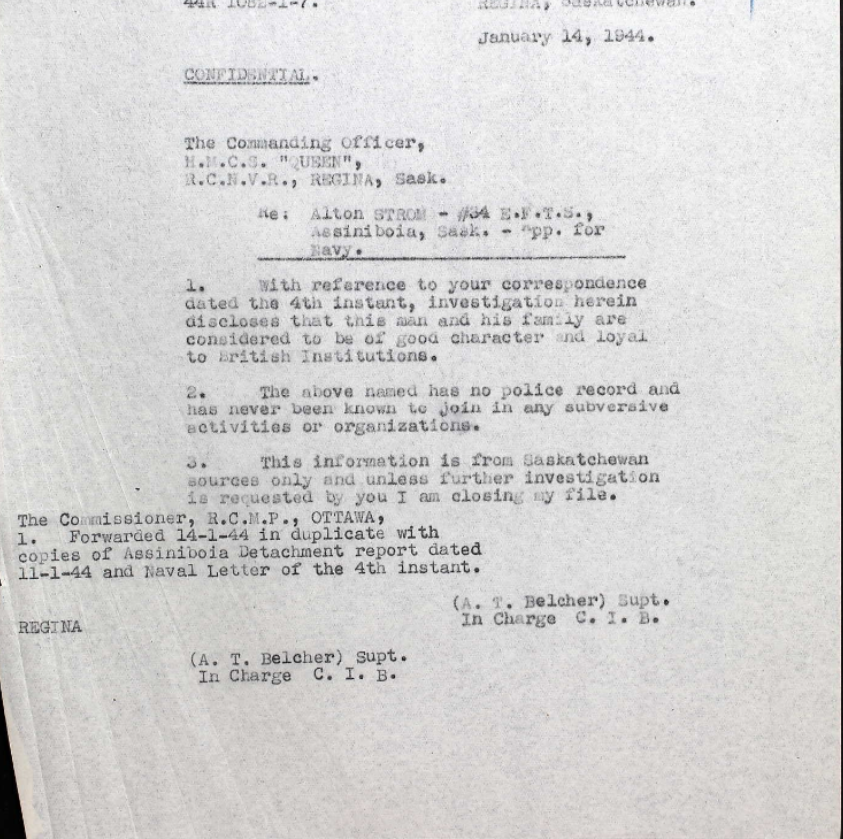 REGINA, Saskatchewan.
January 14, 1944.
CONFIDENTIAL.
The Commanding Officer,
H.M.C.S. "QUEEN",
R.C.N.V.R., REGINA, Sask.
Re: Alton STROM - #34 E.F.T.S.,
Assiniboia, Sask. - App. for
Navy.
1. With reference to your correspondence
dated the 4th instant, investigation herein
discloses that this man and his family are
considered to be of good character and loyal
to British Institutions.
2. The above named has no police record and
has never been known to join in any subversive
activities or organizations.
3. This information is from Saskatchewan
sources only and unless further investigation
is requested by you I am closing my file.
The Commissioner, R.C.M.P., OTTAWA,
1. Forwarded 14-1-44 in duplicate with
copies of Assiniboia Detachment report dated
11-1-44 and Naval Letter of the 4th instant.
(A. T. Belcher) Supt.
In Charge C. I. B.
REGINA
(A. T. Belcher) Supt.
In Charge C. I. B.